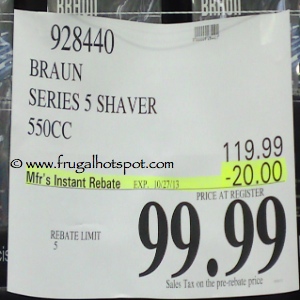 928440
BRAUN
SERIES 5 SHAVER
550CC
www.frugalhotspot.com
119.99
Mfr's Instant Rebate EXP. 10/27/13 -20.00
PRICE AT REGISTER
REBATE LIMIT
5
99.99
Sales Tax on the pre-rebate price